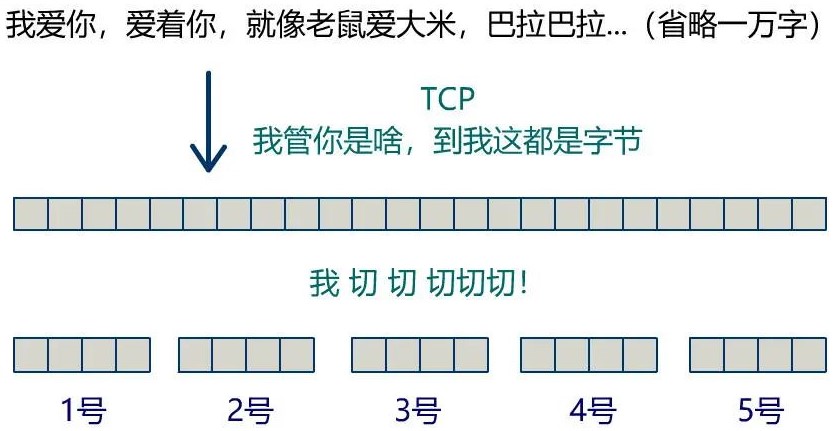 我爱你，爱着你，就像老鼠爱大米，巴拉巴拉...（省略一万字）
TCP
我管你是啥，到我这都是字节
我 切 切 切切切！
1号 2号 3号 4号 5号